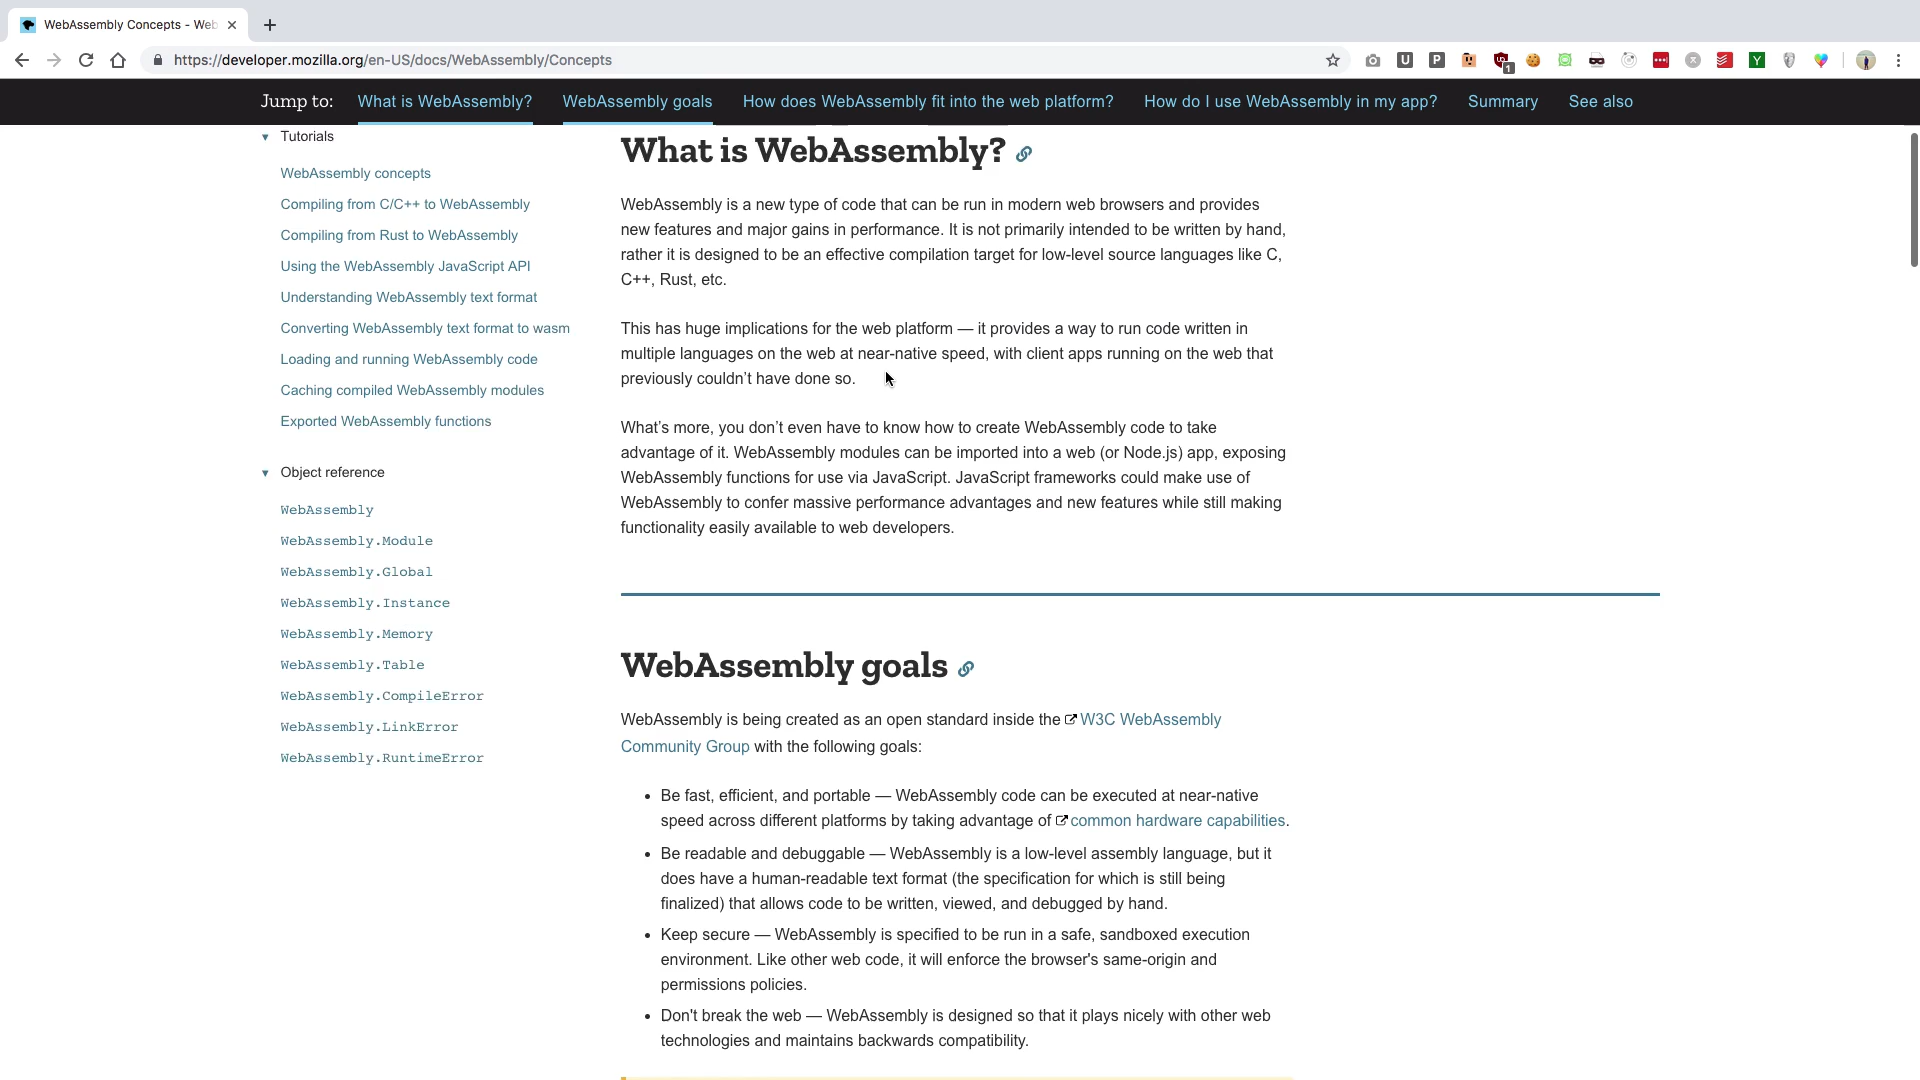 WebAssembly Concepts - Web
https://developer.mozilla.org/en-US/docs/WebAssembly/Concepts
U
P
1
Y
Jump to: What is WebAssembly? WebAssembly goals How does WebAssembly fit into the web platform? How do I use WebAssembly in my app? Summary See also
Tutorials
WebAssembly concepts
Compiling from C/C++ to WebAssembly
Compiling from Rust to WebAssembly
Using the WebAssembly JavaScript API
Understanding WebAssembly text format
Converting WebAssembly text format to wasm
Loading and running WebAssembly code
Caching compiled WebAssembly modules
Exported WebAssembly functions
Object reference
WebAssembly
WebAssembly.Module
WebAssembly.Global
WebAssembly.Instance
WebAssembly.Memory
WebAssembly.Table
WebAssembly.CompileError
WebAssembly.LinkError
WebAssembly.RuntimeError
What is WebAssembly?
WebAssembly is a new type of code that can be run in modern web browsers and provides
new features and major gains in performance. It is not primarily intended to be written by hand,
rather it is designed to be an effective compilation target for low-level source languages like C,
C++, Rust, etc.
This has huge implications for the web platform — it provides a way to run code written in
multiple languages on the web at near-native speed, with client apps running on the web that
previously couldn’t have done so.
What’s more, you don’t even have to know how to create WebAssembly code to take
advantage of it. WebAssembly modules can be imported into a web (or Node.js) app, exposing
WebAssembly functions for use via JavaScript. JavaScript frameworks could make use of
WebAssembly to confer massive performance advantages and new features while still making
functionality easily available to web developers.
WebAssembly goals
WebAssembly is being created as an open standard inside the W3C WebAssembly
Community Group with the following goals:
• Be fast, efficient, and portable — WebAssembly code can be executed at near-native
speed across different platforms by taking advantage of common hardware capabilities.
• Be readable and debuggable — WebAssembly is a low-level assembly language, but it
does have a human-readable text format (the specification for which is still being
finalized) that allows code to be written, viewed, and debugged by hand.
• Keep secure — WebAssembly is specified to be run in a safe, sandboxed execution
environment. Like other web code, it will enforce the browser's same-origin and
permissions policies.
• Don't break the web — WebAssembly is designed so that it plays nicely with other web
technologies and maintains backwards compatibility.